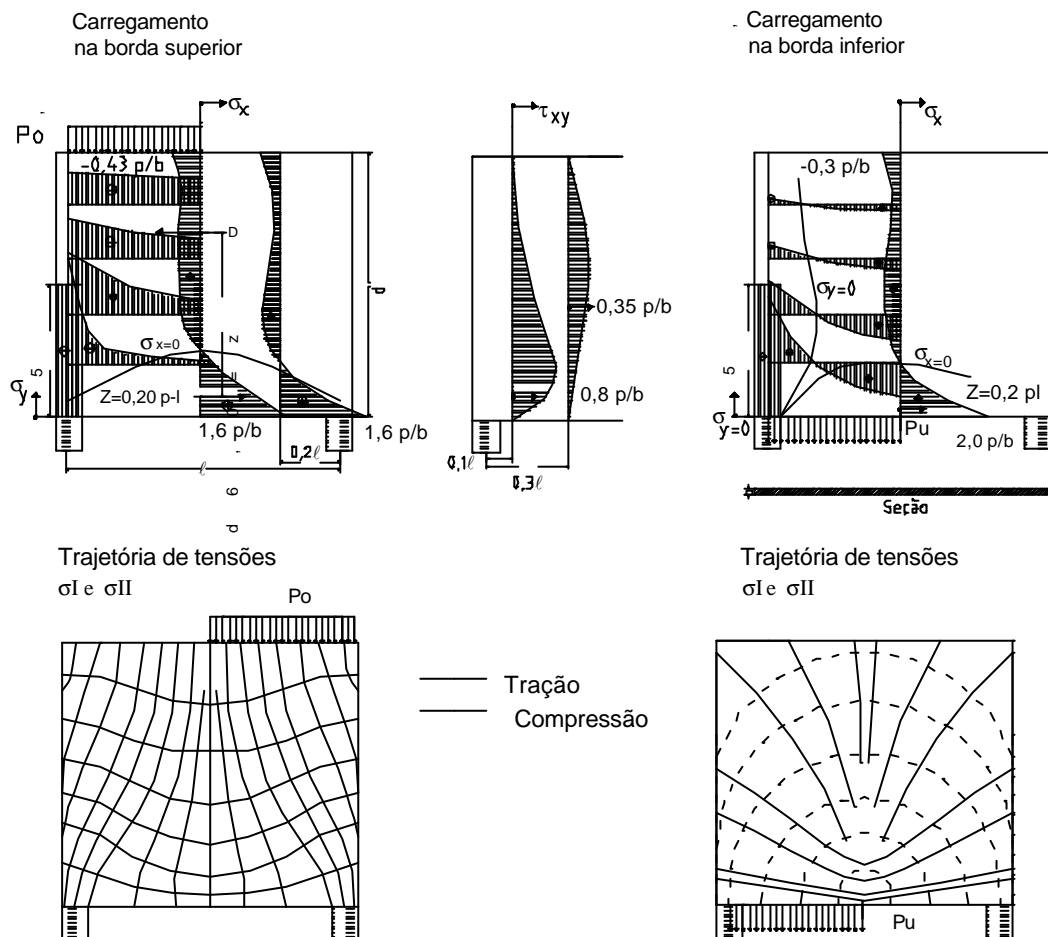 Carregamento
na borda superior
Carregamento
na borda inferior
σx
τxy
σx
Po
-0,43 p/b
-0,3 p/b
D
d
σy=0
0,35 p/b
z
σx=0
σx=0
5
5
σy
Z=0,20 p-l
0,8 p/b
Z=0,2 pl
σy=0
Pu
1,6 p/b
1,6 p/b
2,0 p/b
0,2ℓ
ℓ
0,1ℓ
0,3ℓ
Seção
6
d
Trajetória de tensões
σI e σII
Trajetória de tensões
σI e σII
Po
Tração
Compressão
Pu